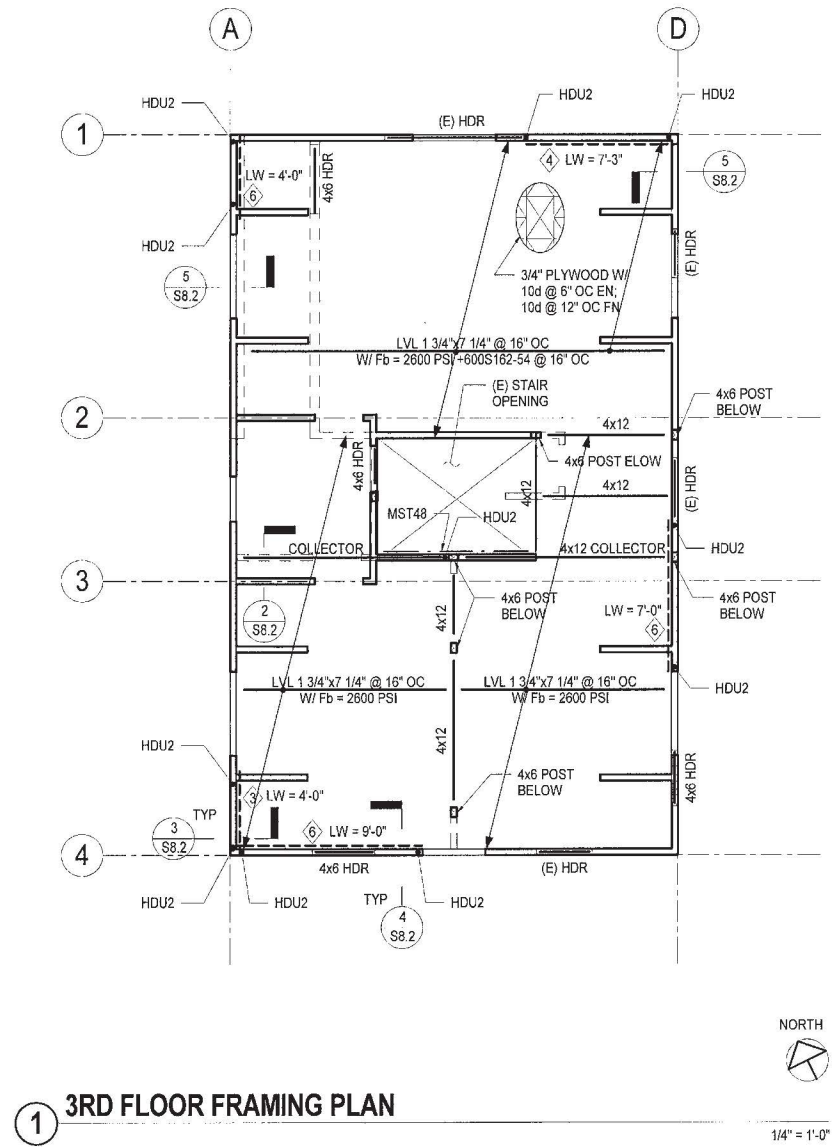 A
D
HDU2
HDU2
HDU2
(E) HDR
1
4
LW = 7'-3"
5
S8.2
LW = 4'-0"
6
4x6 HDR
HDU2
(E) HDR
5
S8.2
3/4" PLYWOOD W/
10d @ 6" OC EN;
10d @ 12" OC FN
LVL 1 3/4"x7 1/4" @ 16" OC
W/ Fb = 2600 PSI/+600S162-54 @ 16" OC
(E) STAIR
OPENING
4x6 POST
BELOW
2
4x12
4x6 HDR
4x6 POST ELOW
4x12
4x12
(E) HDR
MST48
HDU2
COLLECTOR
4x12 COLLECTOR
HDU2
3
4x6 POST
BELOW
4x6 POST
BELOW
2
S8.2
4x12
LW = 7'-0"
6
LVL 1 3/4"x7 1/4" @ 16" OC
W/ Fb = 2600 PSI
LVL 1 3/4"x7 1/4" @ 16" OC
W/ Fb = 2600 PSI
HDU2
4x12
HDU2
4x6 POST
BELOW
4x6 HDR
3
LW = 4'-0"
TYP
3
S8.2
6
LW = 9'-0"
4
4x6 HDR
(E) HDR
HDU2
HDU2
TYP
4
S8.2
HDU2
NORTH
1
3RD FLOOR FRAMING PLAN
1/4" = 1'-0"